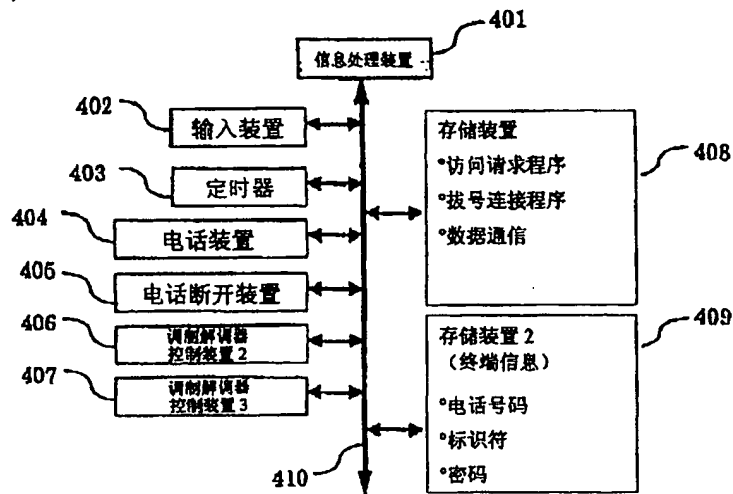 401
信息处理装置
402
输入装置
403
定时器
404
电话装置
405
电话断开装置
406
调制解调器
控制装置2
407
调制解调器
控制装置3
410
存储装置
°访问请求程序
°拔号连接程序
°数据通信
408
存储装置2
（终端信息）
°电话号码
°标识符
°密码
409